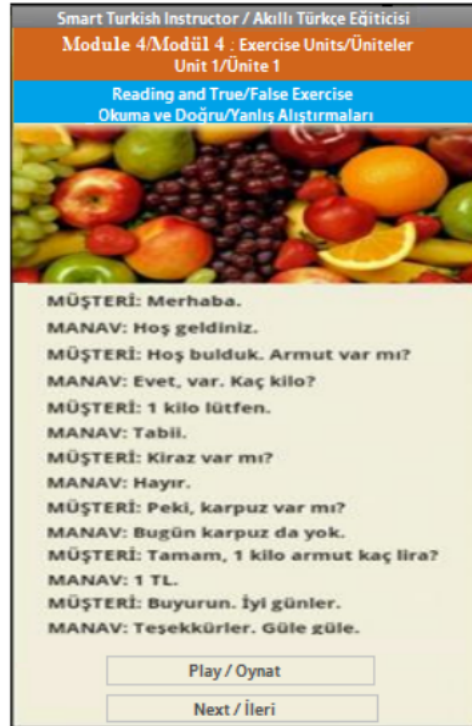 Smart Turkish Instructor / Akıllı Türkçe Eğiticisi
Module 4/Modül 4 : Exercise Units/Üniteler
Unit 1/Ünite 1
Reading and True/False Exercise
Okuma ve Doğru/Yanlış Alıştırmaları
MÜŞTERİ: Merhaba.
MANAV: Hoş geldiniz.
MÜŞTERİ: Hoş bulduk. Armut var mı?
MANAV: Evet, var. Kaç kilo?
MÜŞTERİ: 1 kilo lütfen.
MANAV: Tabii.
MÜŞTERİ: Kiraz var mı?
MANAV: Hayır.
MÜŞTERİ: Peki, karpuz var mı?
MANAV: Bugün karpuz da yok.
MÜŞTERİ: Tamam, 1 kilo armut kaç lira?
MANAV: 1 TL.
MÜŞTERİ: Buyurun. İyi günler.
MANAV: Teşekkürler. Güle güle.
Play / Oynat
Next / İleri